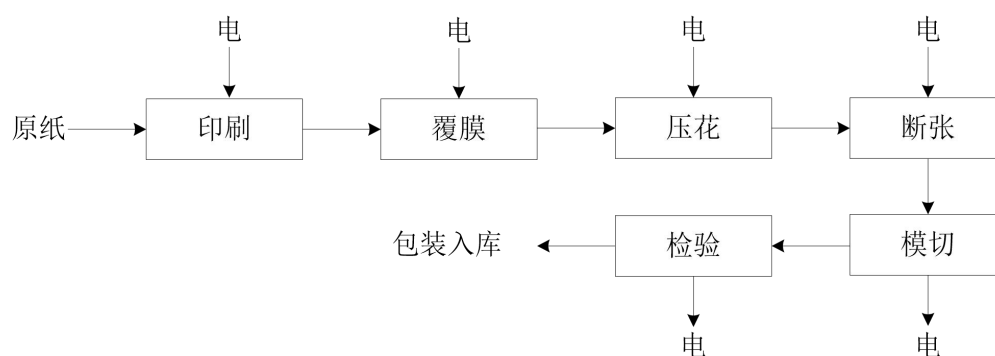 电 电 电 电
原纸 印刷 覆膜 压花 断张
包装入库 检验 模切
电 电